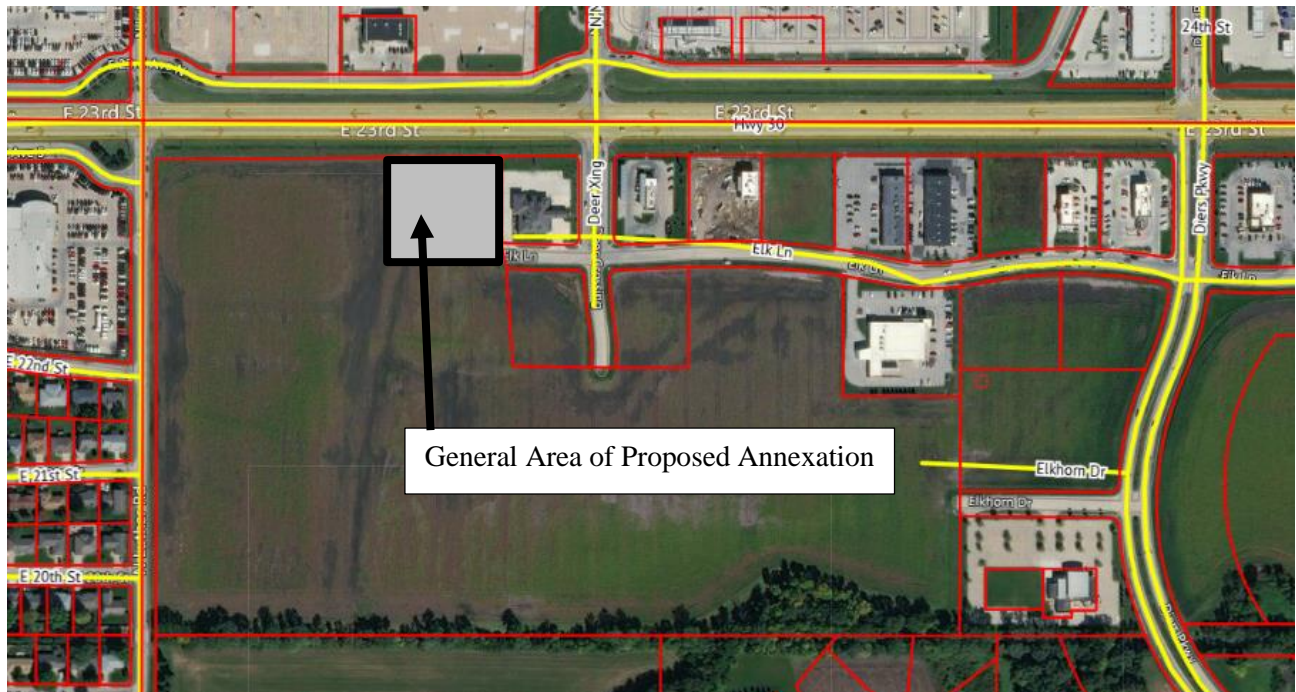 24th St
E 23rd St
E 23rd St
Hwy 30
E 23rd St
E 23rd St
Deer Xing
Diers Pkwy
Elk Ln
Elk Ln
Elk Ln
Elk Ln
E 22nd St
General Area of Proposed Annexation
E 21st St
Elkhorn Dr
Elkhorn Dr
E 20th St
Diers Pkwy